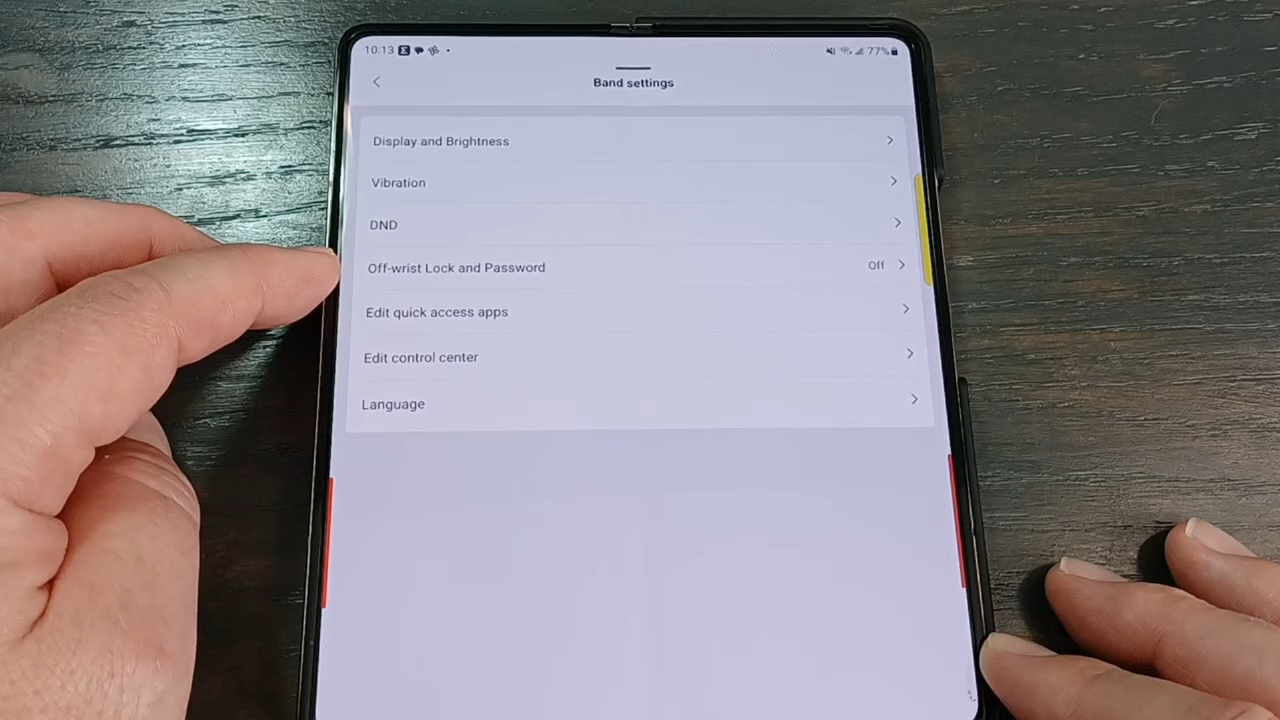 10:13 77%
Band settings
Display and Brightness
Vibration
DND
Off-wrist Lock and Password Off
Edit quick access apps
Edit control center
Language